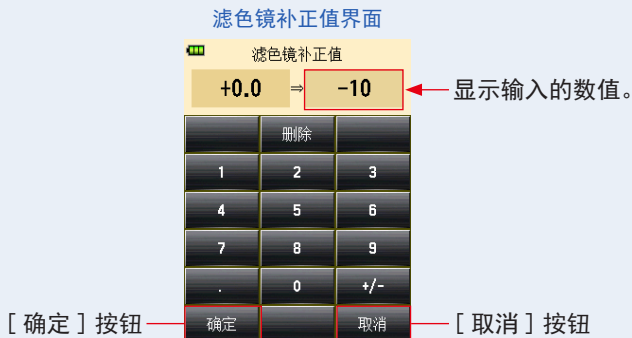 滤色镜补正值界面
滤色镜补正值
+0.0 ⇒ -10
显示输入的数值。
删除
1 2 3
4 5 6
7 8 9
. 0 +/-
[ 确定 ] 按钮 确定 取消 [ 取消 ] 按钮